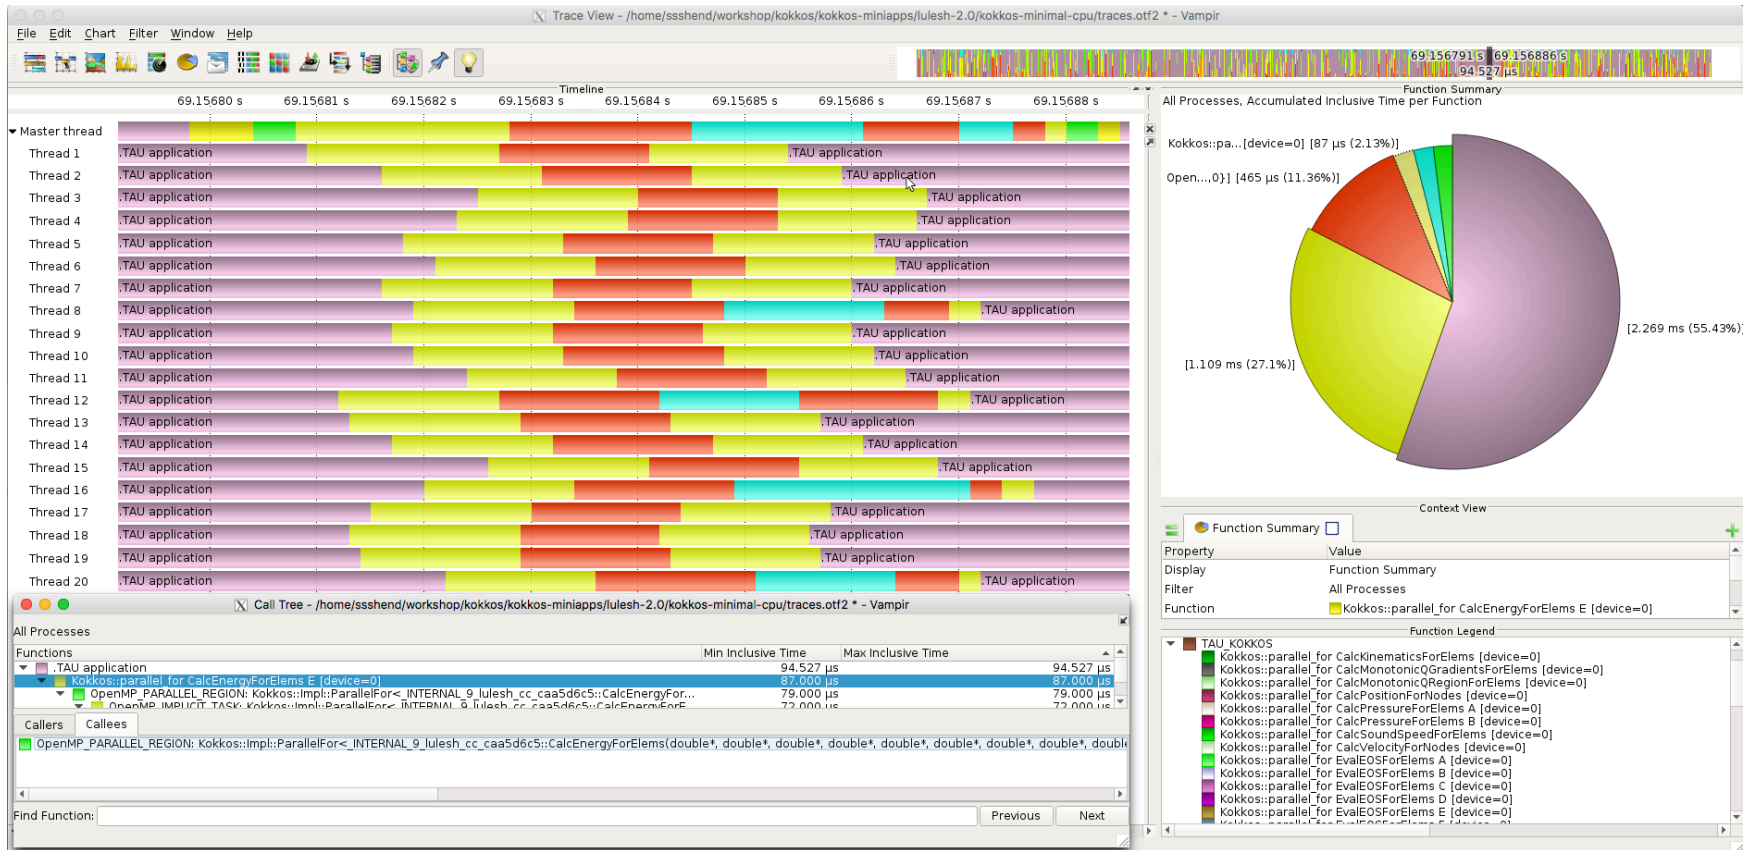 Trace View - /home/ssshend/workshop/kokkos/kokkos-miniapps/lulesh-2.0/kokkos-minimal-cpu/traces.otf2 * - Vampir
File Edit Chart Filter Window Help
69.156791 s 69.156886 s
94.527 µs
Timeline
69.15680 s 69.15681 s 69.15682 s 69.15683 s 69.15684 s 69.15685 s 69.15686 s 69.15687 s 69.15688 s
Master thread
Thread 1 .TAU application .TAU application
Thread 2 .TAU application .TAU application
Thread 3 .TAU application .TAU application
Thread 4 .TAU application .TAU application
Thread 5 .TAU application .TAU application
Thread 6 .TAU application .TAU application
Thread 7 .TAU application .TAU application
Thread 8 .TAU application .TAU application
Thread 9 .TAU application .TAU application
Thread 10 .TAU application .TAU application
Thread 11 .TAU application .TAU application
Thread 12 .TAU application .TAU application
Thread 13 .TAU application .TAU application
Thread 14 .TAU application .TAU application
Thread 15 .TAU application .TAU application
Thread 16 .TAU application
Thread 17 .TAU application .TAU application
Thread 18 .TAU application .TAU application
Thread 19 .TAU application .TAU application
Thread 20 .TAU application .TAU application
Function Summary
All Processes, Accumulated Inclusive Time per Function
Kokkos::pa...[device=0] [87 µs (2.13%)]
Open...,0}] [465 µs (11.36%)]
[2.269 ms (55.43%)]
[1.109 ms (27.1%)]
Context View
Function Summary
Property Value
Display Function Summary
Filter All Processes
Function Kokkos::parallel_for CalcEnergyForElems E [device=0]
Function Legend
TAU_KOKKOS
Kokkos::parallel_for CalcKinematicsForElems [device=0]
Kokkos::parallel_for CalcMonotonicQGradientsForElems [device=0]
Kokkos::parallel_for CalcMonotonicQRegionForElems [device=0]
Kokkos::parallel_for CalcPositionForNodes [device=0]
Kokkos::parallel_for CalcPressureForElems A [device=0]
Kokkos::parallel_for CalcPressureForElems B [device=0]
Kokkos::parallel_for CalcSoundSpeedForElems [device=0]
Kokkos::parallel_for CalcVelocityForNodes [device=0]
Kokkos::parallel_for EvalEOSForElems A [device=0]
Kokkos::parallel_for EvalEOSForElems B [device=0]
Kokkos::parallel_for EvalEOSForElems C [device=0]
Kokkos::parallel_for EvalEOSForElems D [device=0]
Kokkos::parallel_for EvalEOSForElems E [device=0]
Call Tree - /home/ssshend/workshop/kokkos/kokkos-miniapps/lulesh-2.0/kokkos-minimal-cpu/traces.otf2 * - Vampir
All Processes
Functions Min Inclusive Time Max Inclusive Time
.TAU application 94.527 µs 94.527 µs
Kokkos::parallel_for CalcEnergyForElems E [device=0] 87.000 µs 87.000 µs
OpenMP_PARALLEL_REGION: Kokkos::Impl::ParallelFor<_INTERNAL_9_lulesh_cc_caa5d6c5::CalcEnergyFor... 79.000 µs 79.000 µs
OpenMP_IMPLICIT_TASK: Kokkos::Impl::ParallelFor<_INTERNAL_9_lulesh_cc_caa5d6c5::CalcEnergyForE... 72.000 µs 72.000 µs
Callers Callees
OpenMP_PARALLEL_REGION: Kokkos::Impl::ParallelFor<_INTERNAL_9_lulesh_cc_caa5d6c5::CalcEnergyForElems(double*, double*, double*, double*, double*, double*, double*, double*, doubl
Find Function: Previous Next